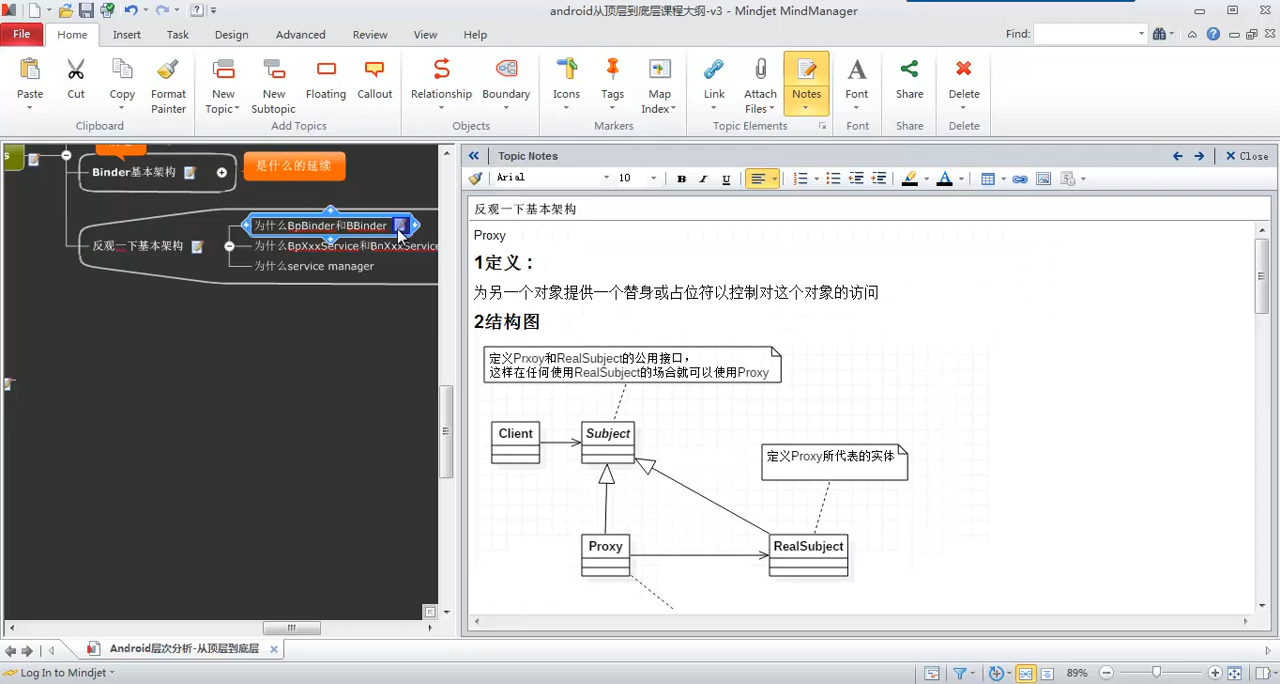 android从顶层到底层课程大纲-v3 - Mindjet MindManager
File
Home
Insert
Task
Design
Advanced
Review
View
Help
Find:
Paste
Cut
Copy
Format Painter
New Topic
New Subtopic
Floating
Callout
Relationship
Boundary
Icons
Tags
Map Index
Link
Attach Files
Notes
Font
Share
Delete
Clipboard
Add Topics
Objects
Markers
Topic Elements
Font
Share
Delete
s
Binder基本架构
是什么的延续
反观一下基本架构
为什么BpBinder和BBinder
为什么BpXxxService和BnXxxService
为什么service manager
Topic Notes
Close
Arial
10
B
I
U
反观一下基本架构
Proxy
1定义：
为另一个对象提供一个替身或占位符以控制对这个对象的访问
2结构图
定义Prxoy和RealSubject的公用接口，
这样在任何使用RealSubject的场合就可以使用Proxy
Client
Subject
定义Proxy所代表的实体
Proxy
RealSubject
Android层次分析-从顶层到底层
Log In to Mindjet
89%